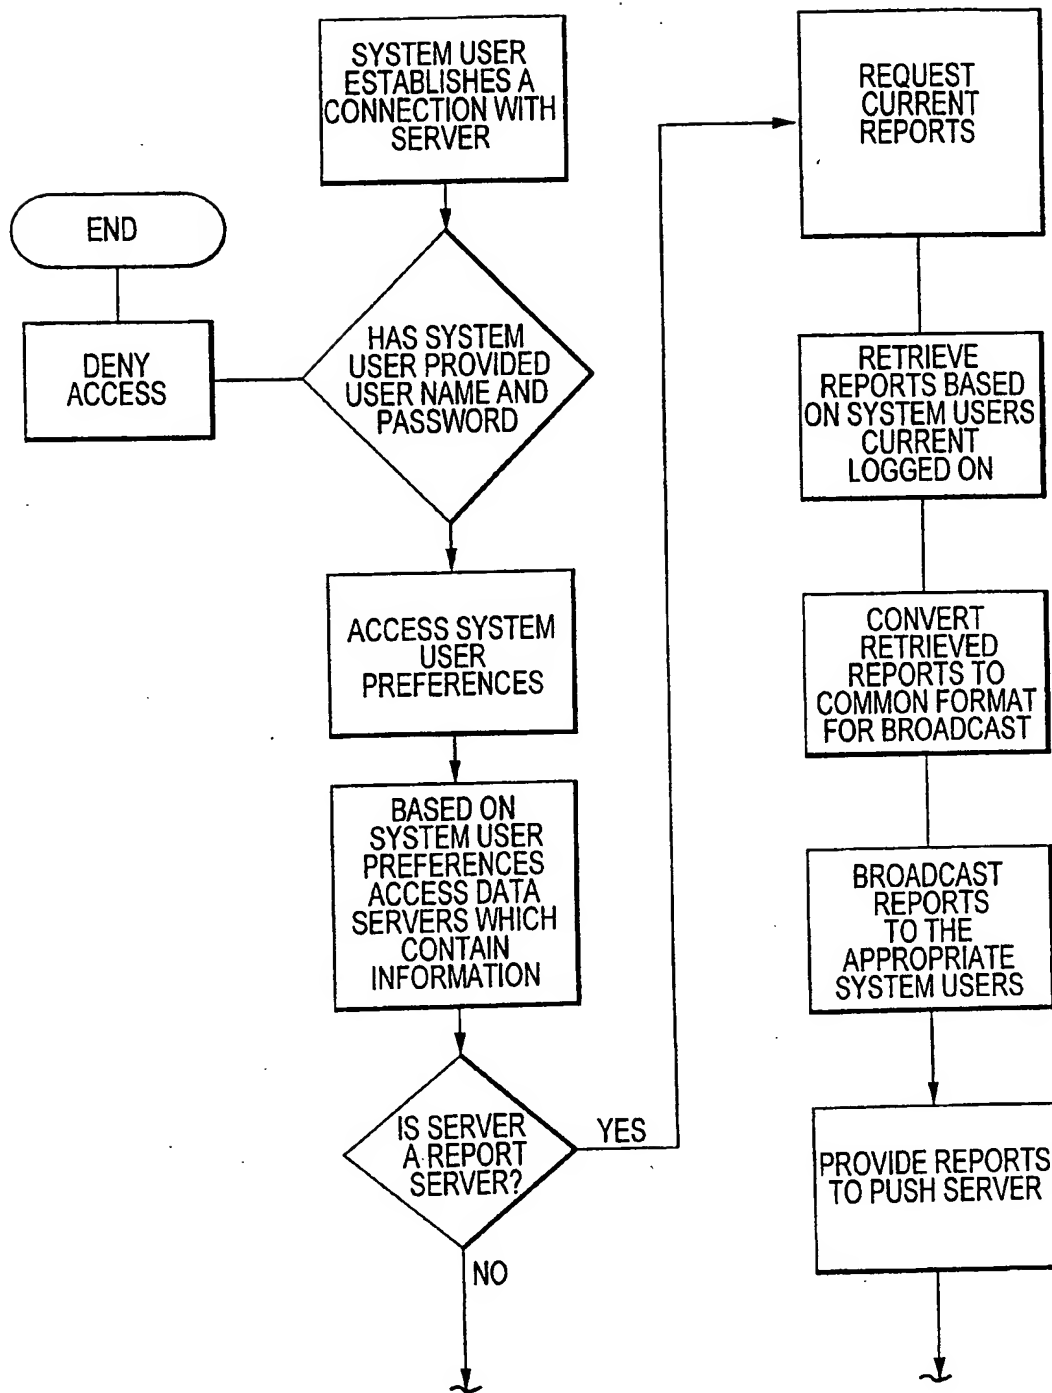 SYSTEM USER
ESTABLISHES A
CONNECTION WITH
SERVER
END
DENY
ACCESS
HAS SYSTEM
USER PROVIDED
USER NAME AND
PASSWORD
ACCESS SYSTEM
USER
PREFERENCES
BASED ON
SYSTEM USER
PREFERENCES
ACCESS DATA
SERVERS WHICH
CONTAIN
INFORMATION
IS SERVER
A REPORT
SERVER?
YES
NO
REQUEST
CURRENT
REPORTS
RETRIEVE
REPORTS BASED
ON SYSTEM USERS
CURRENT
LOGGED ON
CONVERT
RETRIEVED
REPORTS TO
COMMON FORMAT
FOR BROADCAST
BROADCAST
REPORTS
TO THE
APPROPRIATE
SYSTEM USERS
PROVIDE REPORTS
TO PUSH SERVER